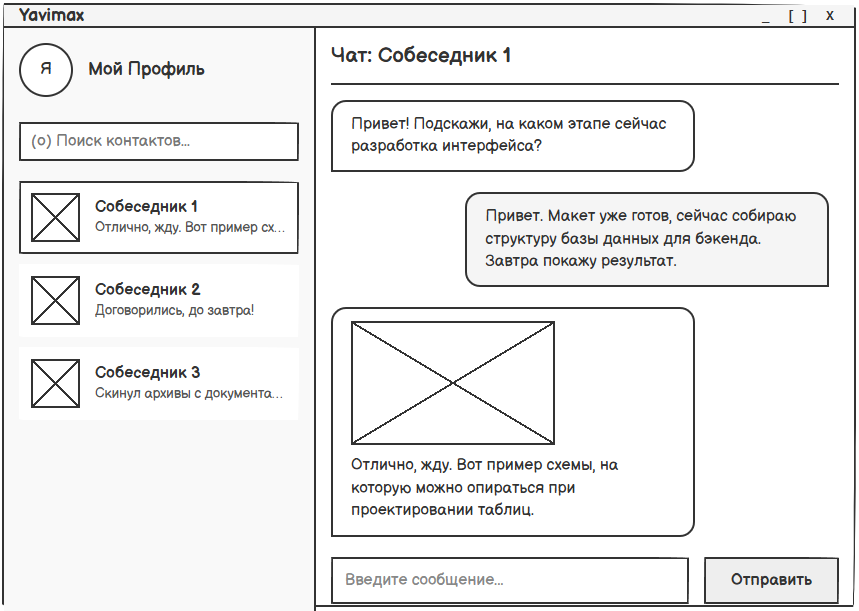 Yavimax
_ [ ] X
Я
Мой Профиль
(o) Поиск контактов...
Собеседник 1
Отлично, жду. Вот пример сх...
Собеседник 2
Договорились, до завтра!
Собеседник 3
Скинул архивы с документа...
Чат: Собеседник 1
Привет! Подскажи, на каком этапе сейчас
разработка интерфейса?
Привет. Макет уже готов, сейчас собираю
структуру базы данных для бэкенда.
Завтра покажу результат.
Отлично, жду. Вот пример схемы, на
которую можно опираться при
проектировании таблиц.
Введите сообщение...
Отправить